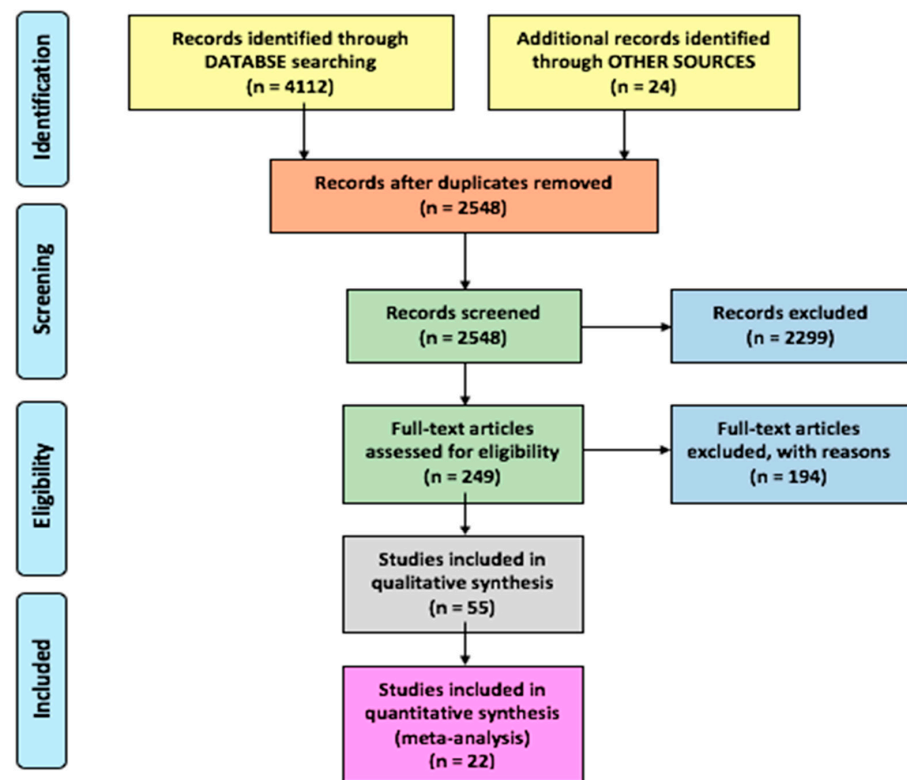 Identification
Records identified through
DATABSE searching
(n = 4112)
Additional records identified
through OTHER SOURCES
(n = 24)
Records after duplicates removed
(n = 2548)
Screening
Records screened
(n = 2548)
Records excluded
(n = 2299)
Eligibility
Full-text articles
assessed for eligibility
(n = 249)
Full-text articles
excluded, with reasons
(n = 194)
Studies included in
qualitative synthesis
(n = 55)
Included
Studies included in
quantitative synthesis
(meta-analysis)
n = 22)